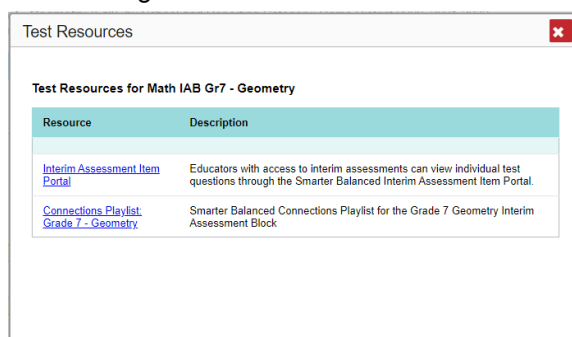 Test Resources
Test Resources for Math IAB Gr7 - Geometry
Resource Description
Interim Assessment Item Portal
Educators with access to interim assessments can view individual test
questions through the Smarter Balanced Interim Assessment Item Portal.
Connections Playlist:
Grade 7 - Geometry
Smarter Balanced Connections Playlist for the Grade 7 Geometry Interim
Assessment Block